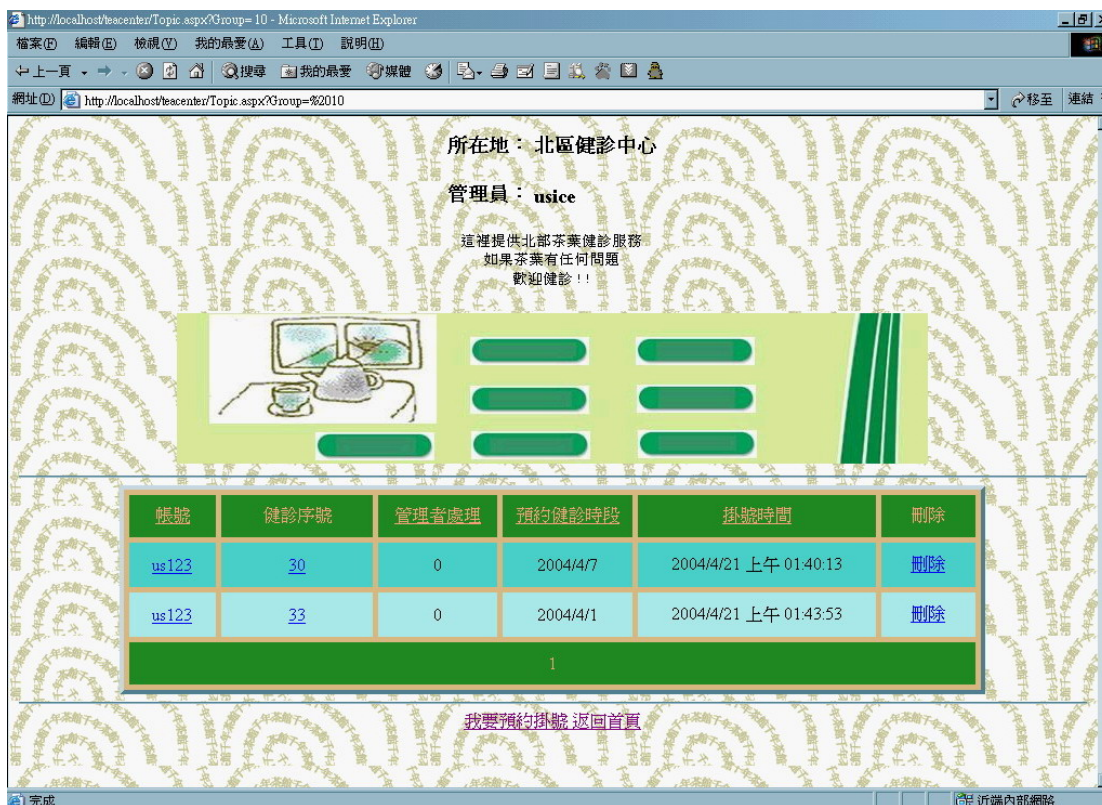 http://localhost/teacenter/Topic.aspx?Group= 10 - Microsoft Internet Explorer
檔案(F) 編輯(E) 檢視(V) 我的最愛(A) 工具(T) 說明(H)
上一頁 搜尋 我的最愛 媒體
網址(D) http://localhost/teacenter/Topic.aspx?Group=%2010 移至 連結
所在地： 北區健診中心
管理員： usice
這裡提供北部茶葉健診服務
如果茶葉有任何問題
歡迎健診 ! !
帳號 健診序號 管理者處理 預約健診時段 掛號時間 刪除
us123 30 0 2004/4/7 2004/4/21 上午 01:40:13 刪除
us123 33 0 2004/4/1 2004/4/21 上午 01:43:53 刪除
1
我要預約掛號 返回首頁
完成 近端內部網路